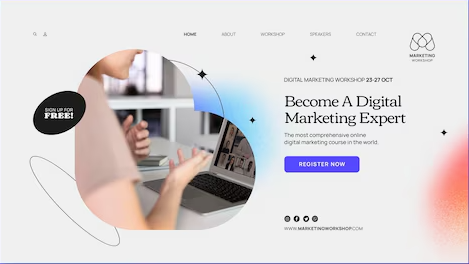 HOME ABOUT WORKSHOP SPEAKERS CONTACT
MARKETING
WORKSHOP
DIGITAL MARKETING WORKSHOP 23-27 OCT
SIGN UP FOR
FREE!
Become A Digital
Marketing Expert
The most comprehensive online
digital marketing course in the world.
REGISTER NOW
WWW.MARKETINGWORKSHOP.COM